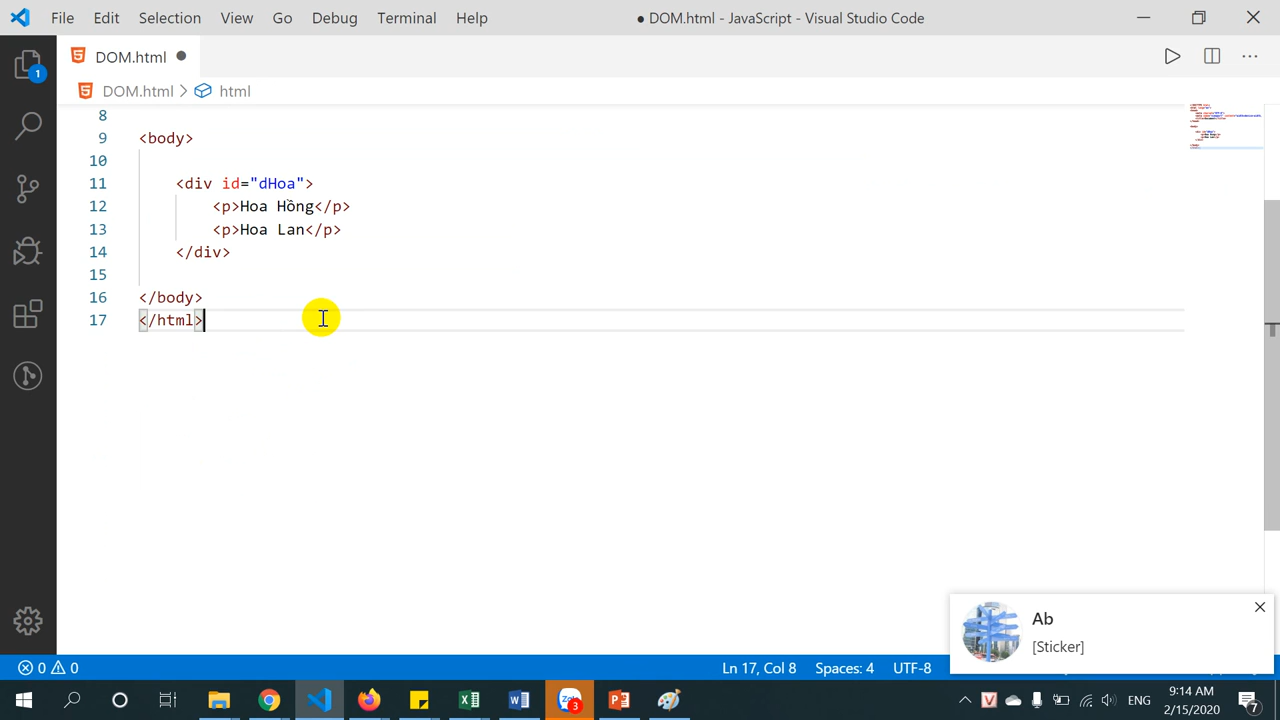 File Edit Selection View Go Debug Terminal Help
● DOM.html - JavaScript - Visual Studio Code
DOM.html
DOM.html > html
8
9 <body>
10
11 <div id="dHoa">
12 <p>Hoa Hồng</p>
13 <p>Hoa Lan</p>
14 </div>
15
16 </body>
17 </html>
1
Ab
[Sticker]
0 0
Ln 17, Col 8 Spaces: 4 UTF-8
3
ENG
9:14 AM
2/15/2020
7